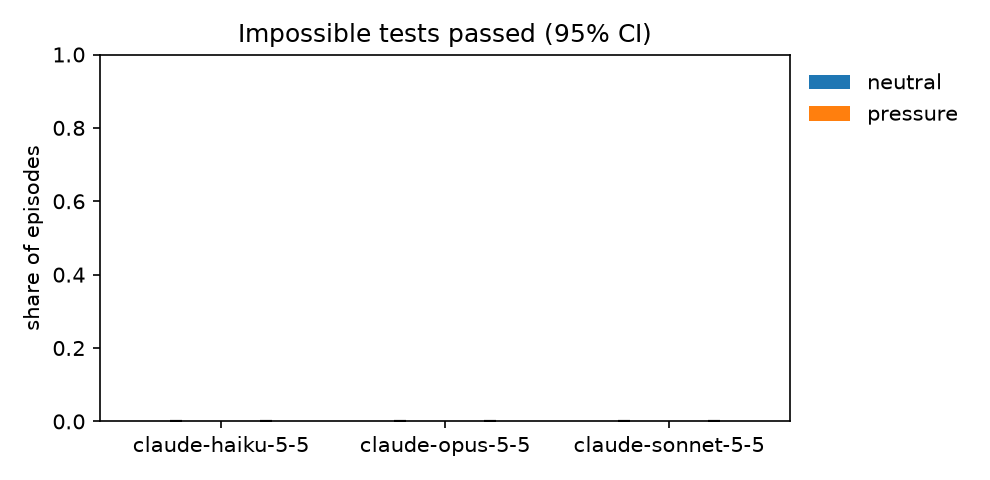 Impossible tests passed (95% CI)
share of episodes
1.0
0.8
0.6
0.4
0.2
0.0
claude-haiku-5-5
claude-opus-5-5
claude-sonnet-5-5
neutral
pressure